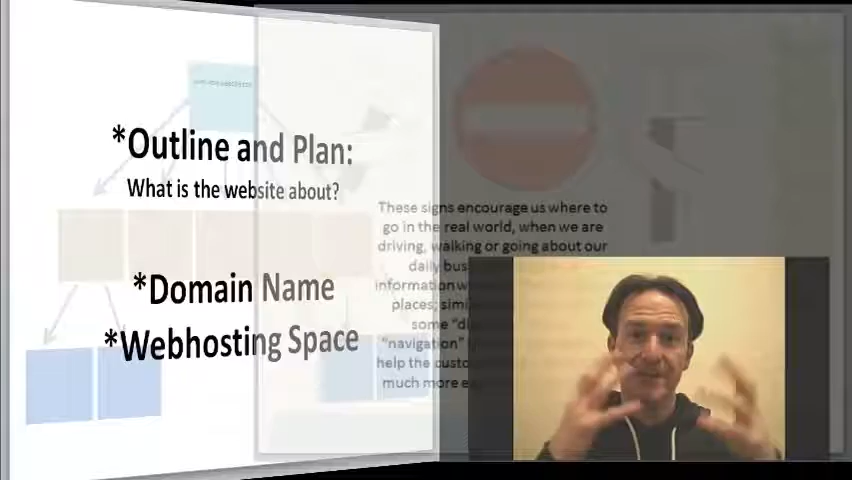 *Outline and Plan:
What is the website about?
*Domain Name
*Webhosting Space
These signs encourage us where to
go in the real world, when we are
driving, walking or going about our
daily
places;
some
help the
much more